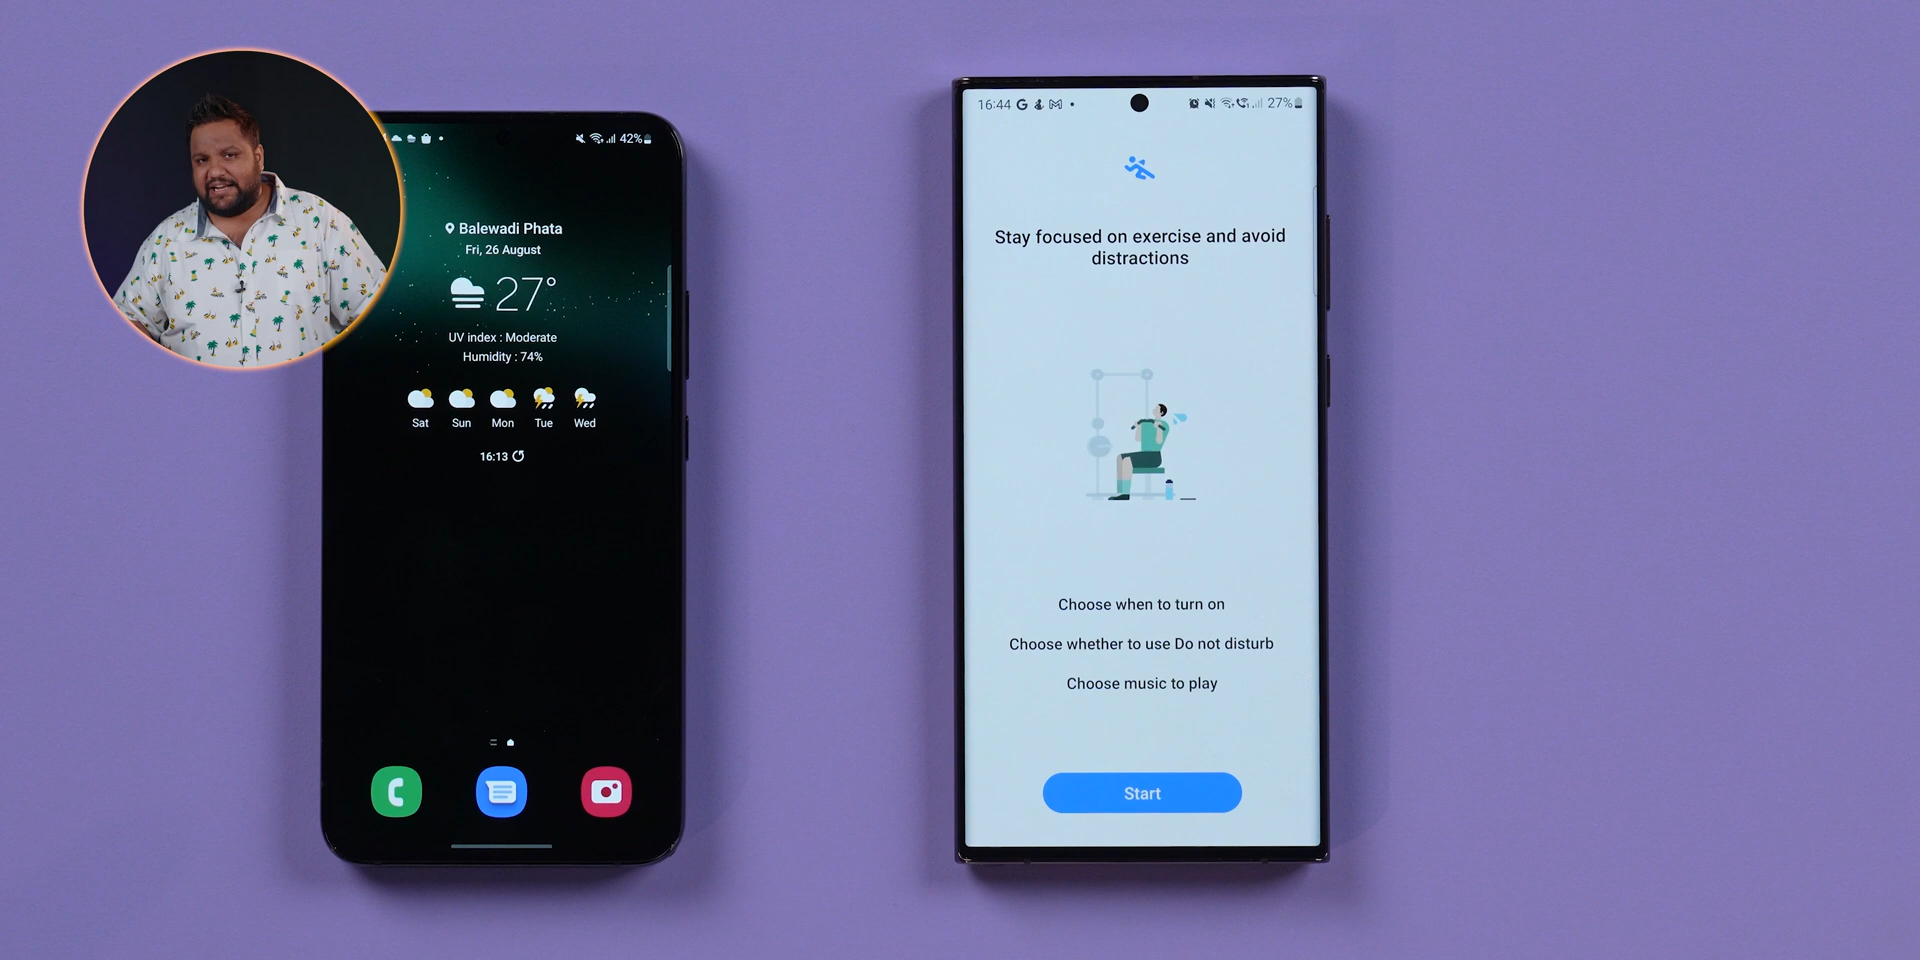 42%
Balewadi Phata
Fri, 26 August
27°
UV index : Moderate
Humidity : 74%
Sat Sun Mon Tue Wed
16:13
16:44 G M 27%
Stay focused on exercise and avoid
distractions
Choose when to turn on
Choose whether to use Do not disturb
Choose music to play
Start